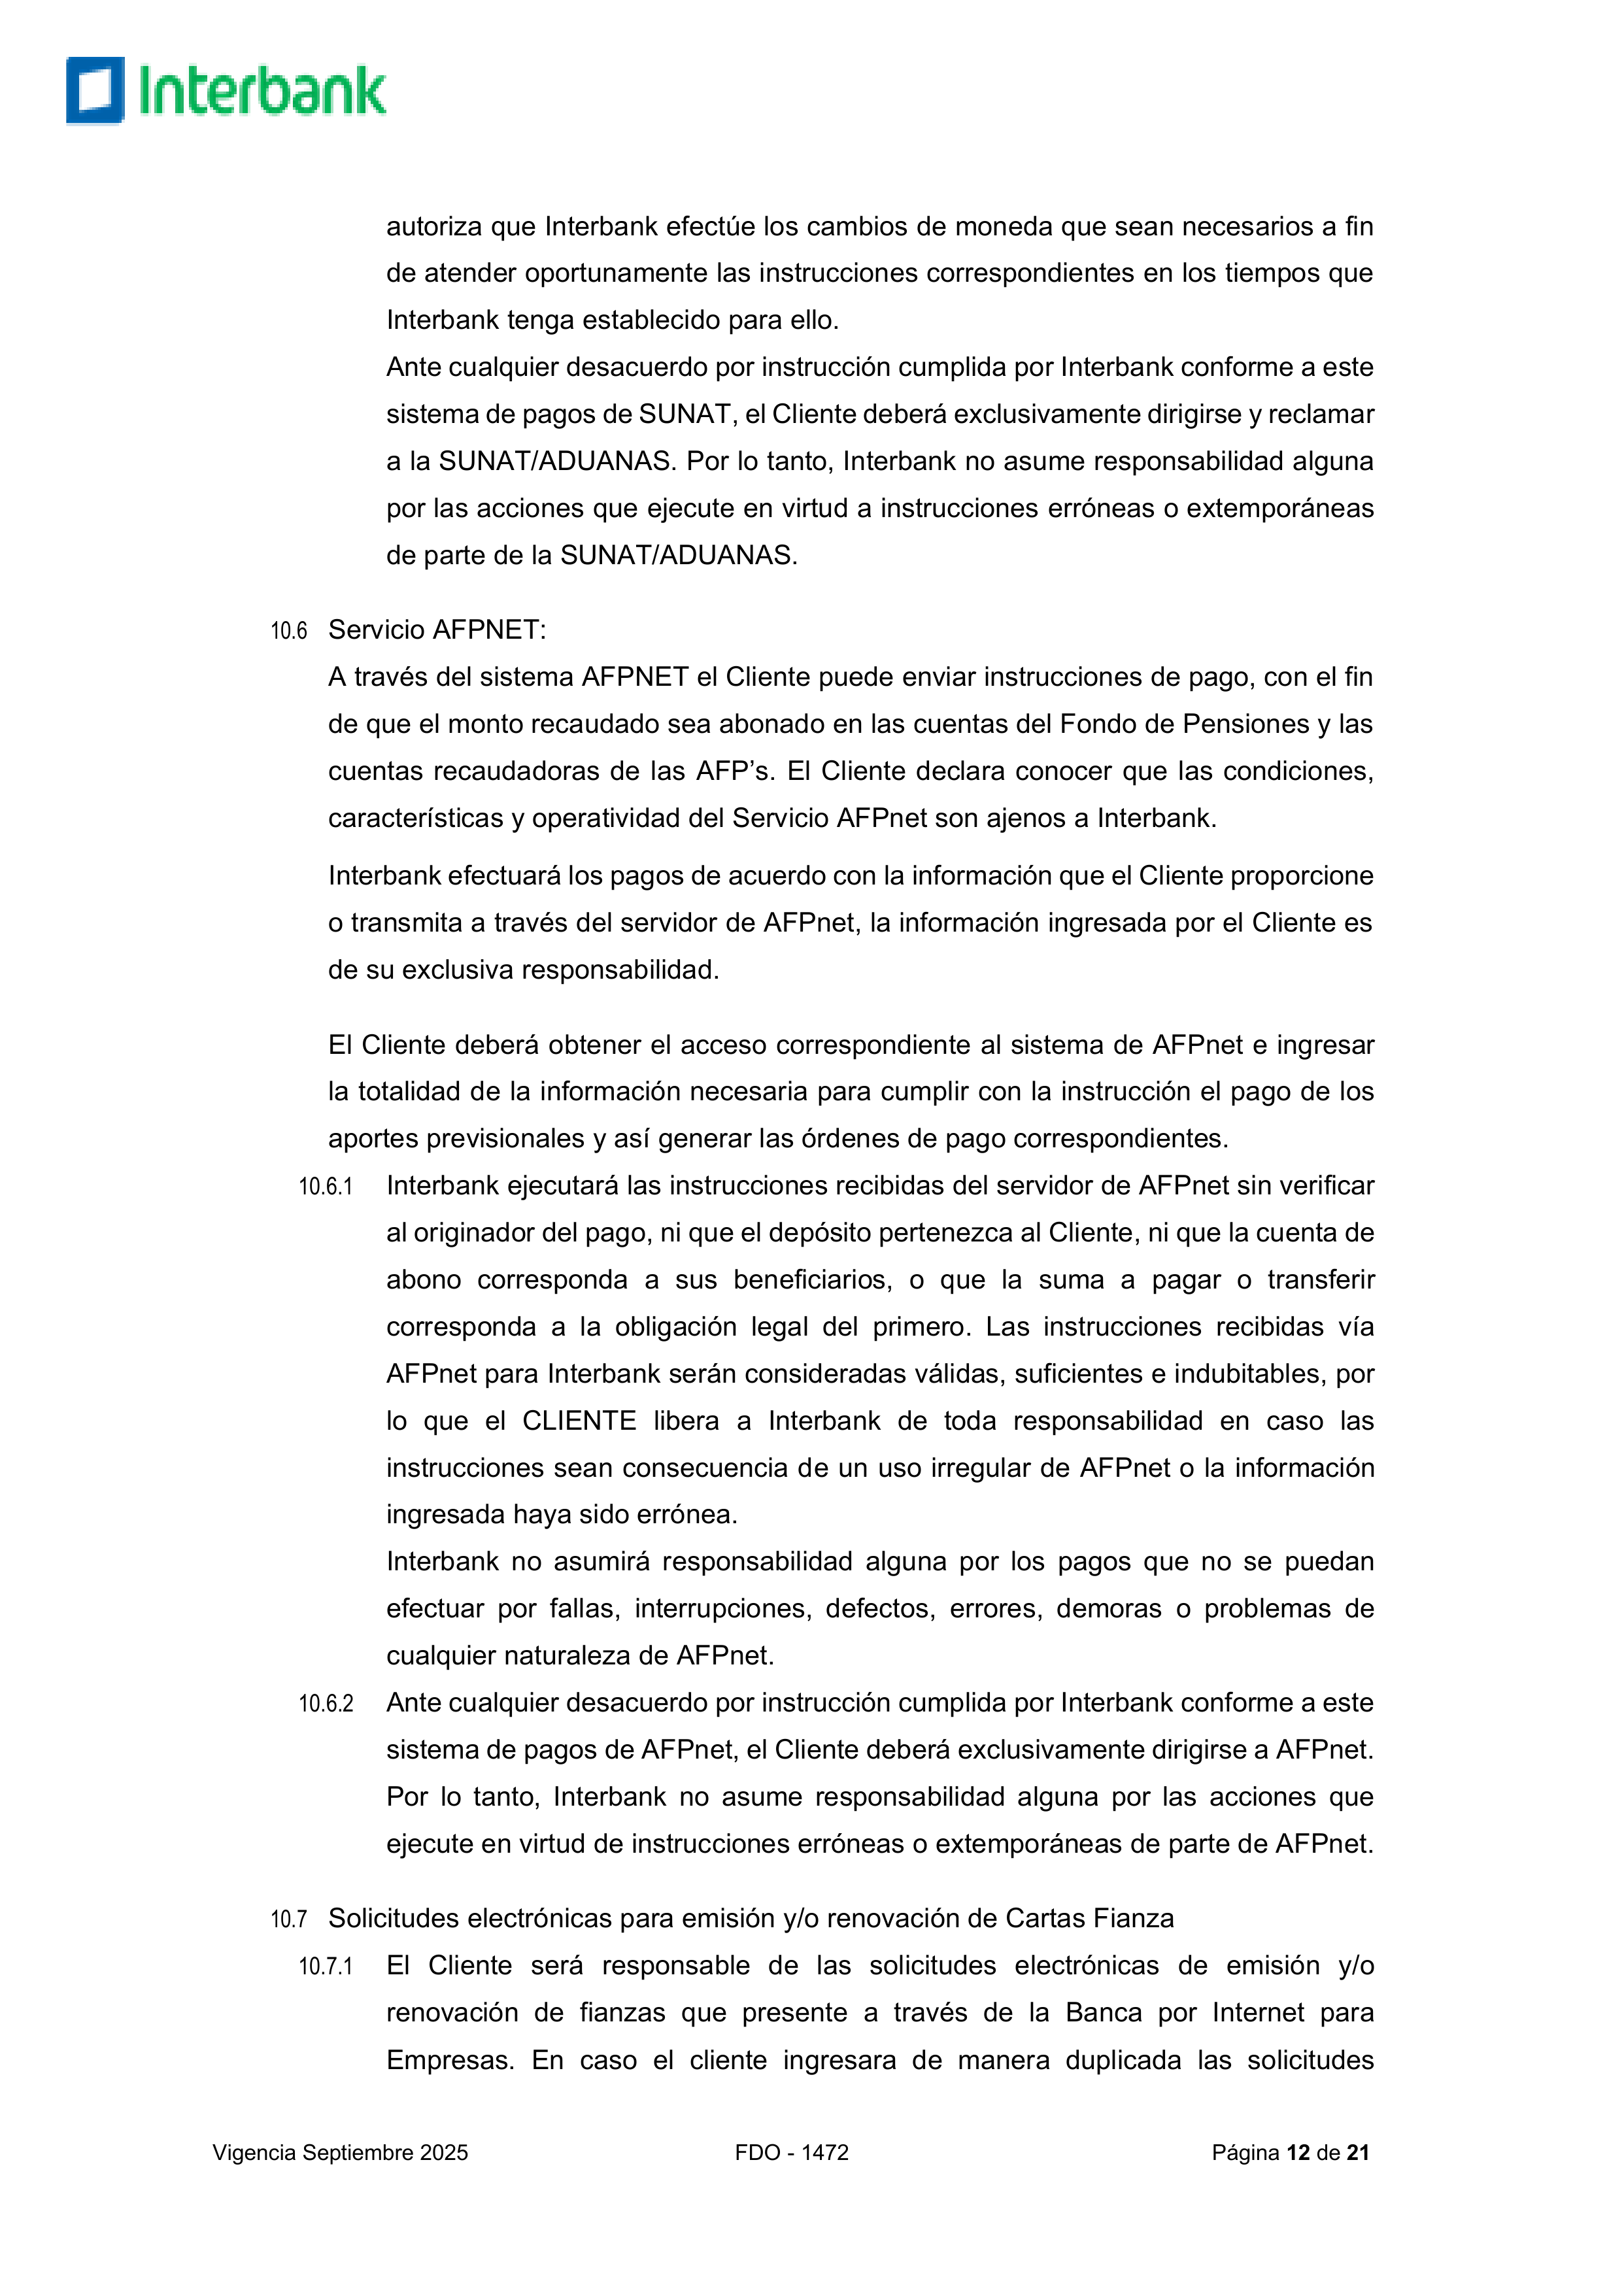 Interbank
autoriza que Interbank efectúe los cambios de moneda que sean necesarios a fin
de atender oportunamente las instrucciones correspondientes en los tiempos que
Interbank tenga establecido para ello.
Ante cualquier desacuerdo por instrucción cumplida por Interbank conforme a este
sistema de pagos de SUNAT, el Cliente deberá exclusivamente dirigirse y reclamar
a la SUNAT/ADUANAS. Por lo tanto, Interbank no asume responsabilidad alguna
por las acciones que ejecute en virtud a instrucciones erróneas o extemporáneas
de parte de la SUNAT/ADUANAS.
10.6 Servicio AFPNET:
A través del sistema AFPNET el Cliente puede enviar instrucciones de pago, con el fin
de que el monto recaudado sea abonado en las cuentas del Fondo de Pensiones y las
cuentas recaudadoras de las AFP’s. El Cliente declara conocer que las condiciones,
características y operatividad del Servicio AFPnet son ajenos a Interbank.
Interbank efectuará los pagos de acuerdo con la información que el Cliente proporcione
o transmita a través del servidor de AFPnet, la información ingresada por el Cliente es
de su exclusiva responsabilidad.
El Cliente deberá obtener el acceso correspondiente al sistema de AFPnet e ingresar
la totalidad de la información necesaria para cumplir con la instrucción el pago de los
aportes previsionales y así generar las órdenes de pago correspondientes.
10.6.1 Interbank ejecutará las instrucciones recibidas del servidor de AFPnet sin verificar
al originador del pago, ni que el depósito pertenezca al Cliente, ni que la cuenta de
abono corresponda a sus beneficiarios, o que la suma a pagar o transferir
corresponda a la obligación legal del primero. Las instrucciones recibidas vía
AFPnet para Interbank serán consideradas válidas, suficientes e indubitables, por
lo que el CLIENTE libera a Interbank de toda responsabilidad en caso las
instrucciones sean consecuencia de un uso irregular de AFPnet o la información
ingresada haya sido errónea.
Interbank no asumirá responsabilidad alguna por los pagos que no se puedan
efectuar por fallas, interrupciones, defectos, errores, demoras o problemas de
cualquier naturaleza de AFPnet.
10.6.2 Ante cualquier desacuerdo por instrucción cumplida por Interbank conforme a este
sistema de pagos de AFPnet, el Cliente deberá exclusivamente dirigirse a AFPnet.
Por lo tanto, Interbank no asume responsabilidad alguna por las acciones que
ejecute en virtud de instrucciones erróneas o extemporáneas de parte de AFPnet.
10.7 Solicitudes electrónicas para emisión y/o renovación de Cartas Fianza
10.7.1 El Cliente será responsable de las solicitudes electrónicas de emisión y/o
renovación de fianzas que presente a través de la Banca por Internet para
Empresas. En caso el cliente ingresara de manera duplicada las solicitudes
Vigencia Septiembre 2025 FDO - 1472 Página 12 de 21